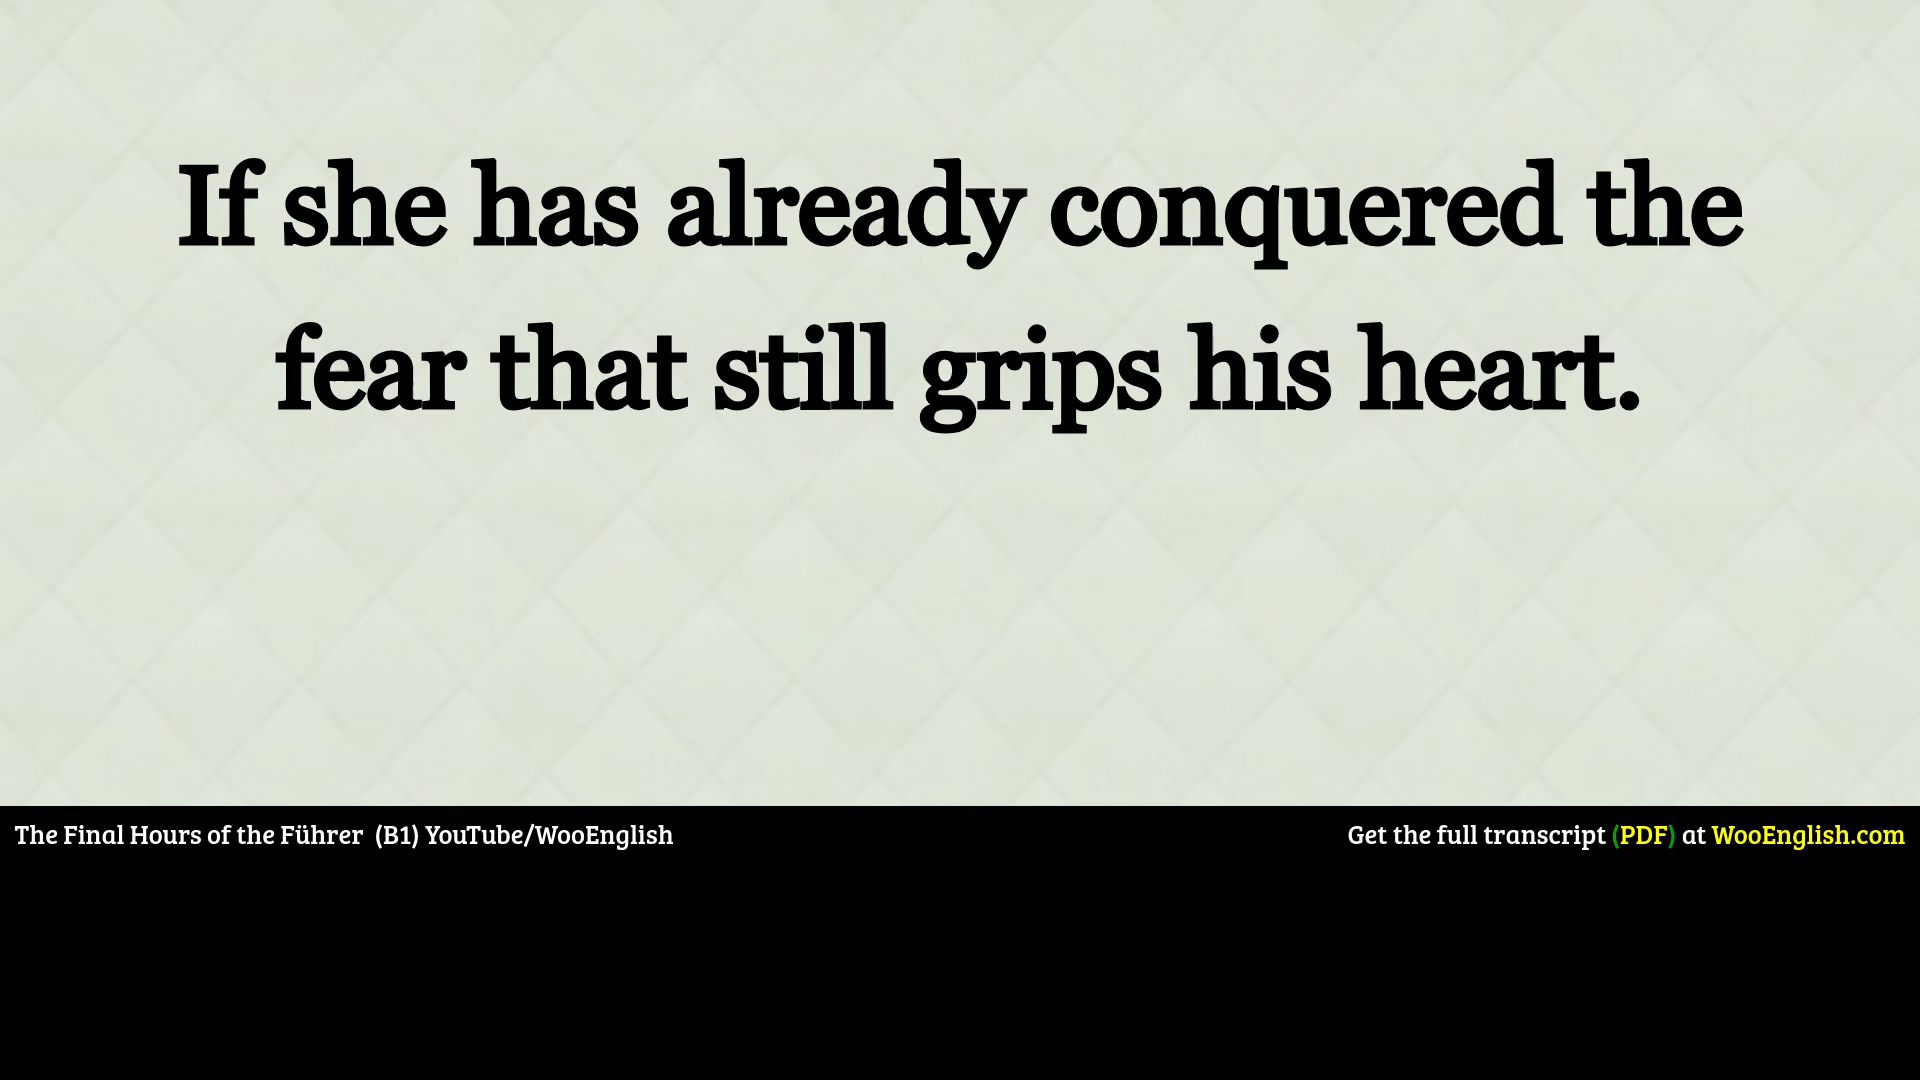 If she has already conquered the
fear that still grips his heart.
The Final Hours of the Führer  (B1) YouTube/WooEnglish
Get the full transcript (PDF) at WooEnglish.com